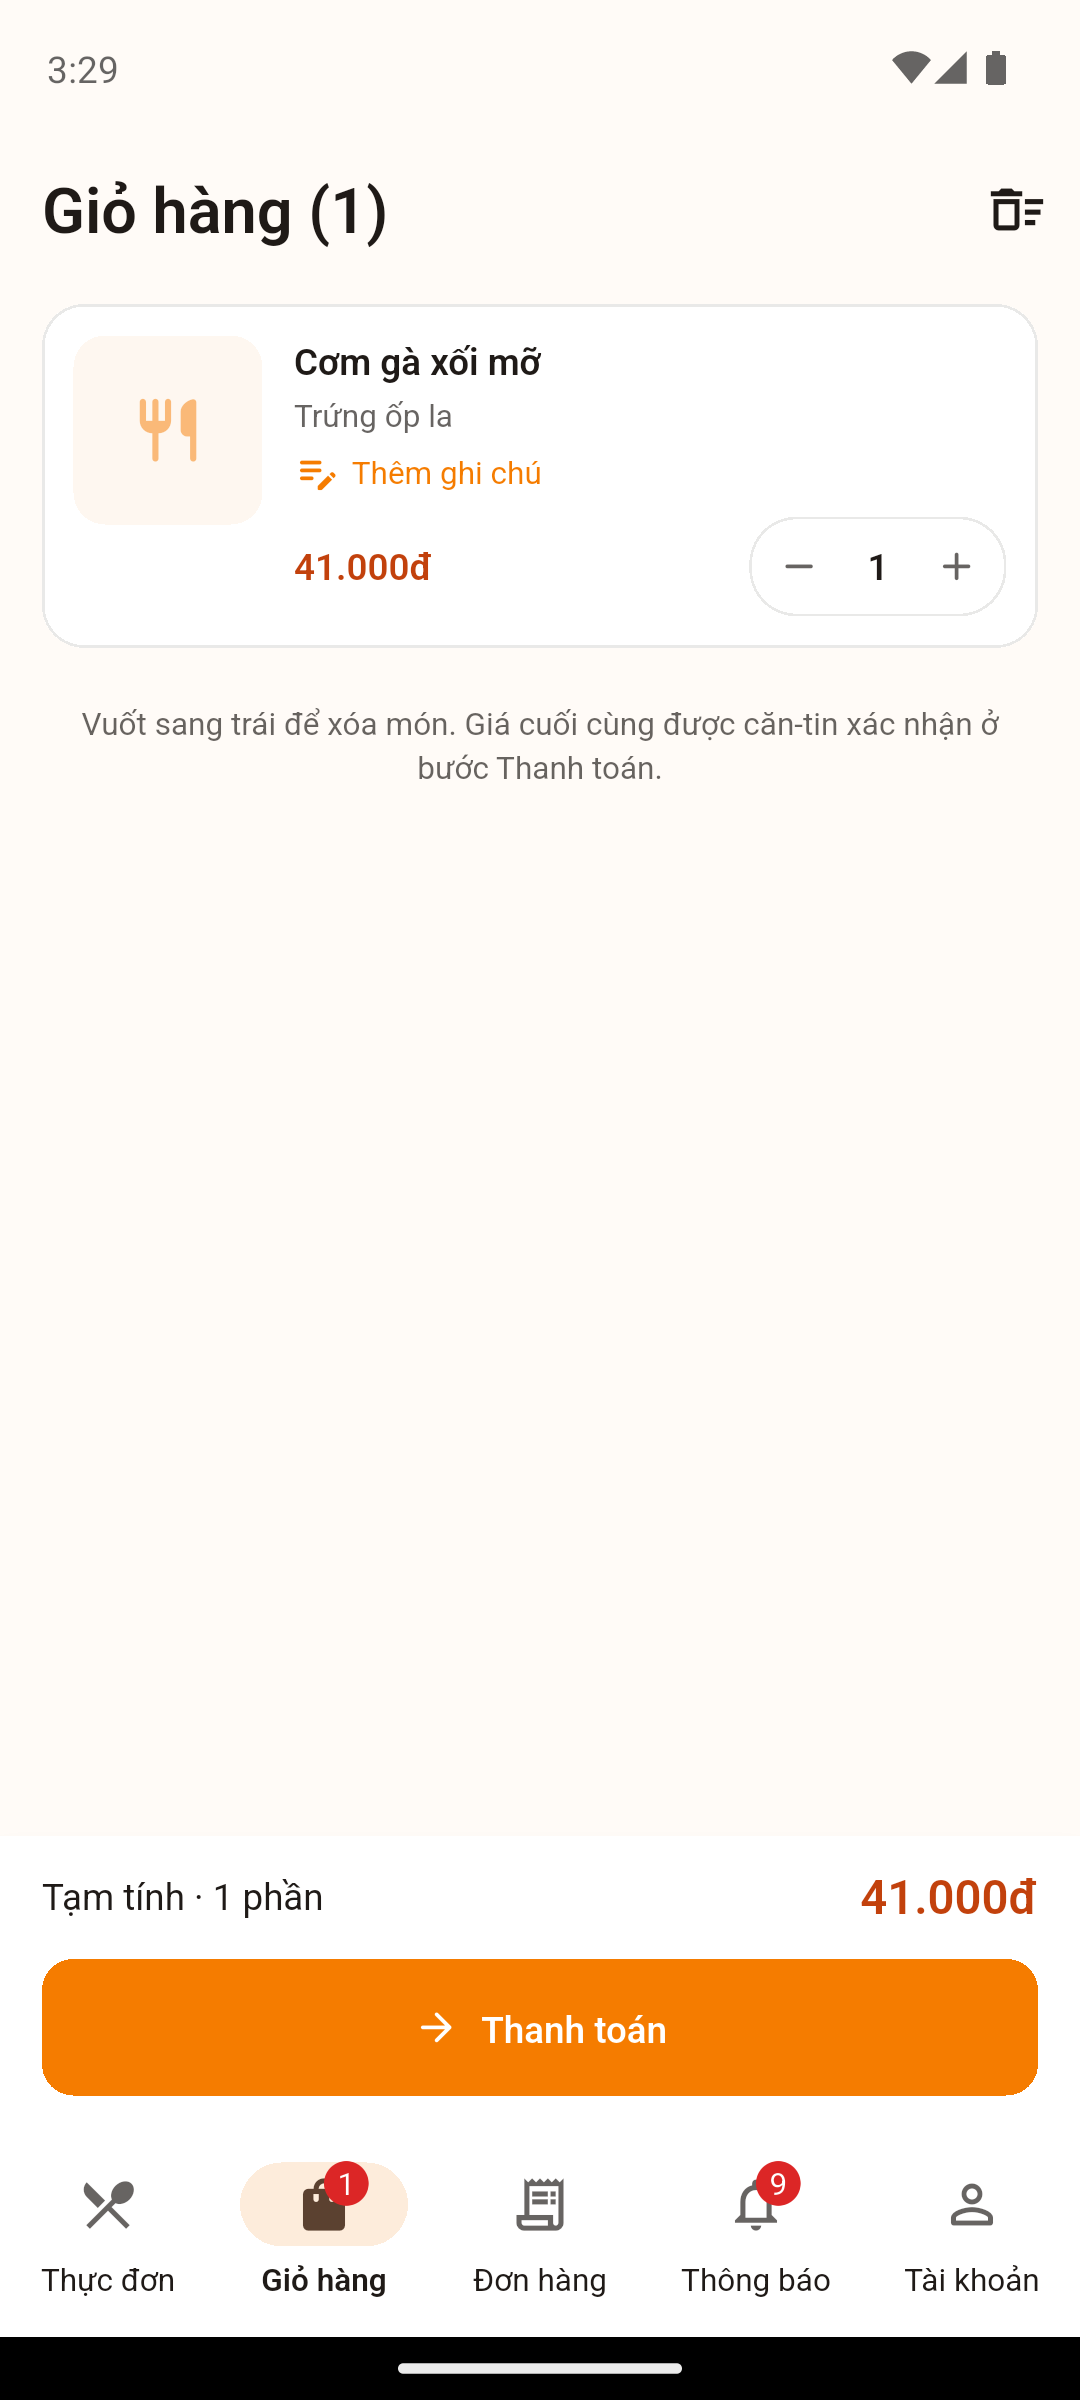 3:29
Giỏ hàng (1)
Cơm gà xối mỡ
Trứng ốp la
Thêm ghi chú
41.000đ
1
Vuốt sang trái để xóa món. Giá cuối cùng được căn-tin xác nhận ở
bước Thanh toán.
Tạm tính · 1 phần
41.000đ
Thanh toán
1
9
Thực đơn
Giỏ hàng
Đơn hàng
Thông báo
Tài khoản